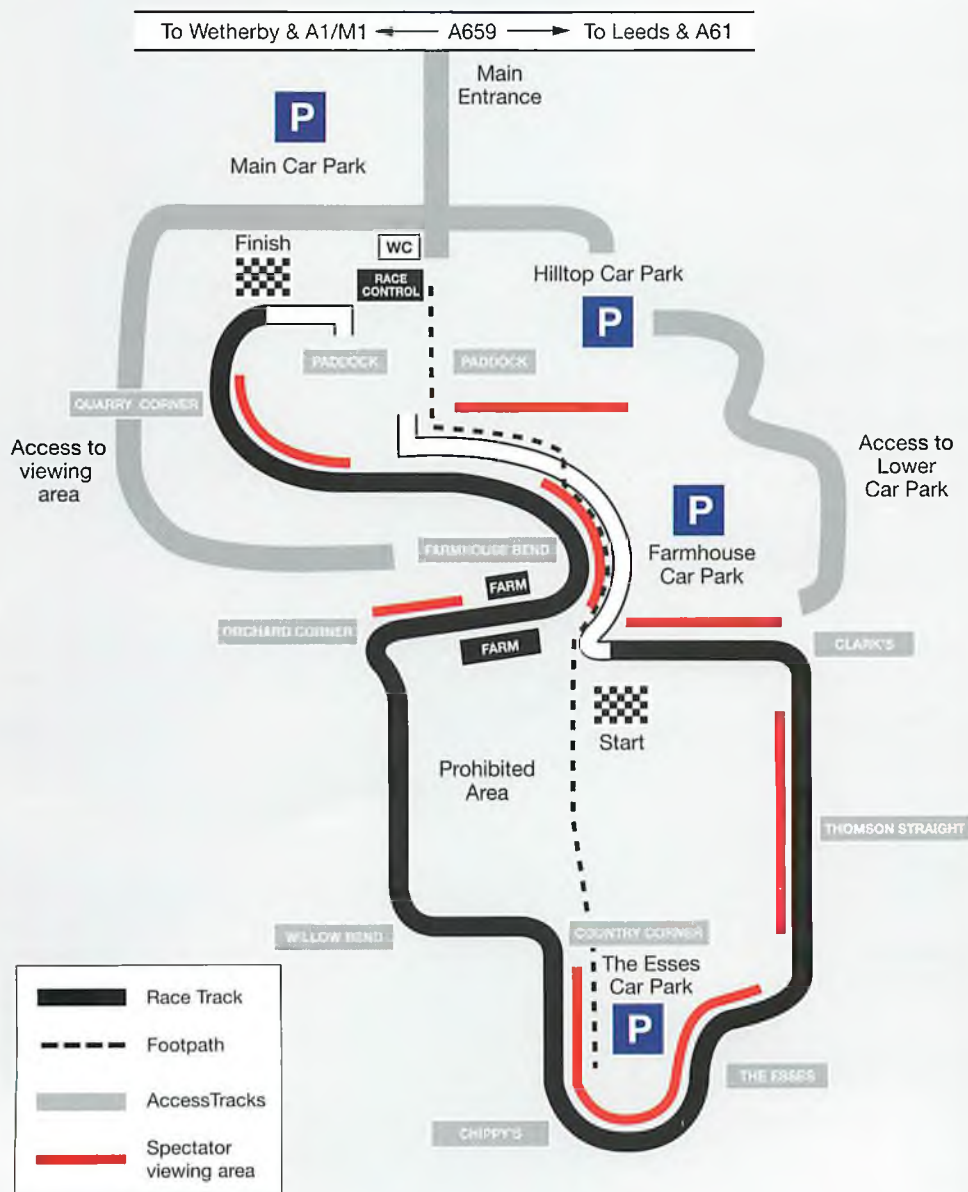 To Wetherby & A1/M1 A659 To Leeds & A61
Main
Entrance
P
Main Car Park
Finish
WC
RACE
CONTROL
Hilltop Car Park
P
PADDOCK
PADDOCK
QUARRY CORNER
Access to
viewing
area
Access to
Lower
Car Park
P
Farmhouse
Car Park
FARMHOUSE BEND
FARM
ORCHARD CORNER
FARM
CLARK'S
Start
Prohibited
Area
THOMSON STRAIGHT
WILLOW BEND
COUNTRY CORNER
The Esses
Car Park
P
THE ESSES
CHIPPY'S
Race Track
Footpath
AccessTracks
Spectator
viewing area